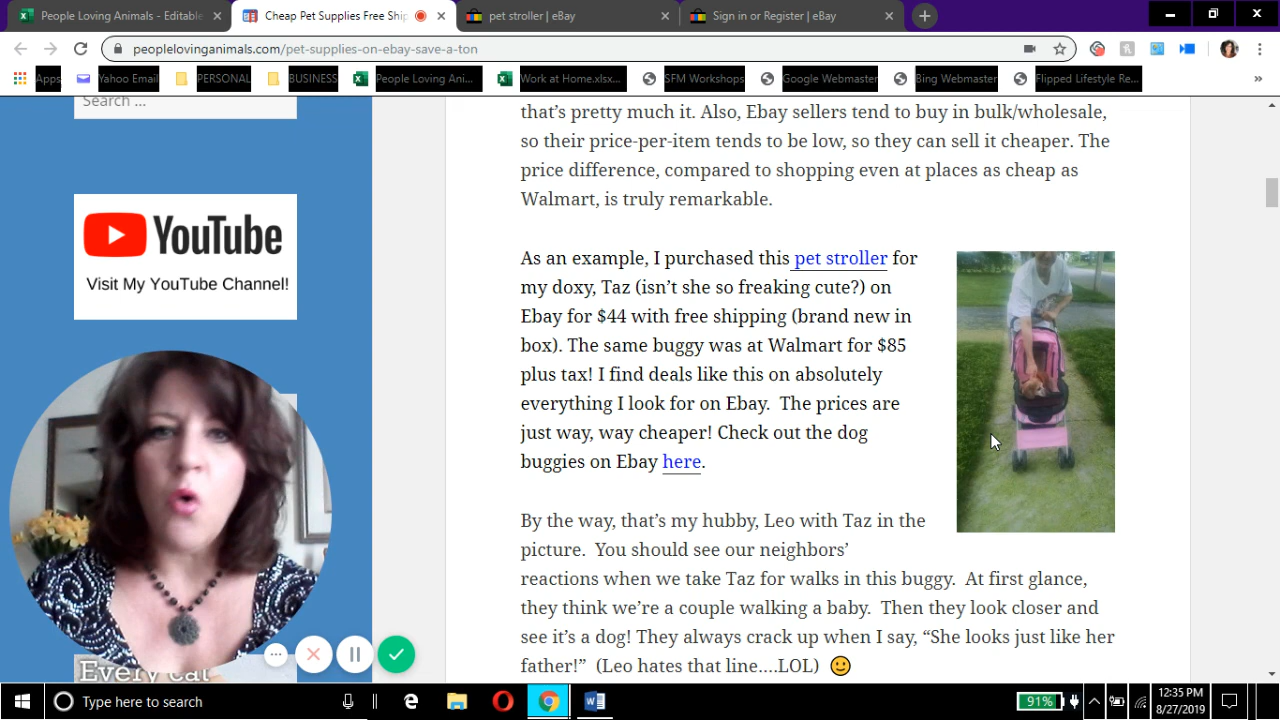 People Loving Animals - Editable
Cheap Pet Supplies Free Ship
pet stroller | eBay
Sign in or Register | eBay
peoplelovinganimals.com/pet-supplies-on-ebay-save-a-ton
Apps
Yahoo Email
PERSONAL
BUSINESS
People Loving Ani...
Work at Home.xlsx...
SFM Workshops
Google Webmaster
Bing Webmaster
Flipped Lifestyle Re...
»
Search ...
YouTube
Visit My YouTube Channel!
Every cat
that’s pretty much it. Also, Ebay sellers tend to buy in bulk/wholesale,
so their price-per-item tends to be low, so they can sell it cheaper. The
price difference, compared to shopping even at places as cheap as
Walmart, is truly remarkable.
As an example, I purchased this pet stroller for
my doxy, Taz (isn’t she so freaking cute?) on
Ebay for $44 with free shipping (brand new in
box). The same buggy was at Walmart for $85
plus tax! I find deals like this on absolutely
everything I look for on Ebay. The prices are
just way, way cheaper! Check out the dog
buggies on Ebay here.
By the way, that’s my hubby, Leo with Taz in the
picture. You should see our neighbors’
reactions when we take Taz for walks in this buggy. At first glance,
they think we’re a couple walking a baby. Then they look closer and
see it’s a dog! They always crack up when I say, “She looks just like her
father!” (Leo hates that line....LOL)
Type here to search
91%
12:35 PM
8/27/2019